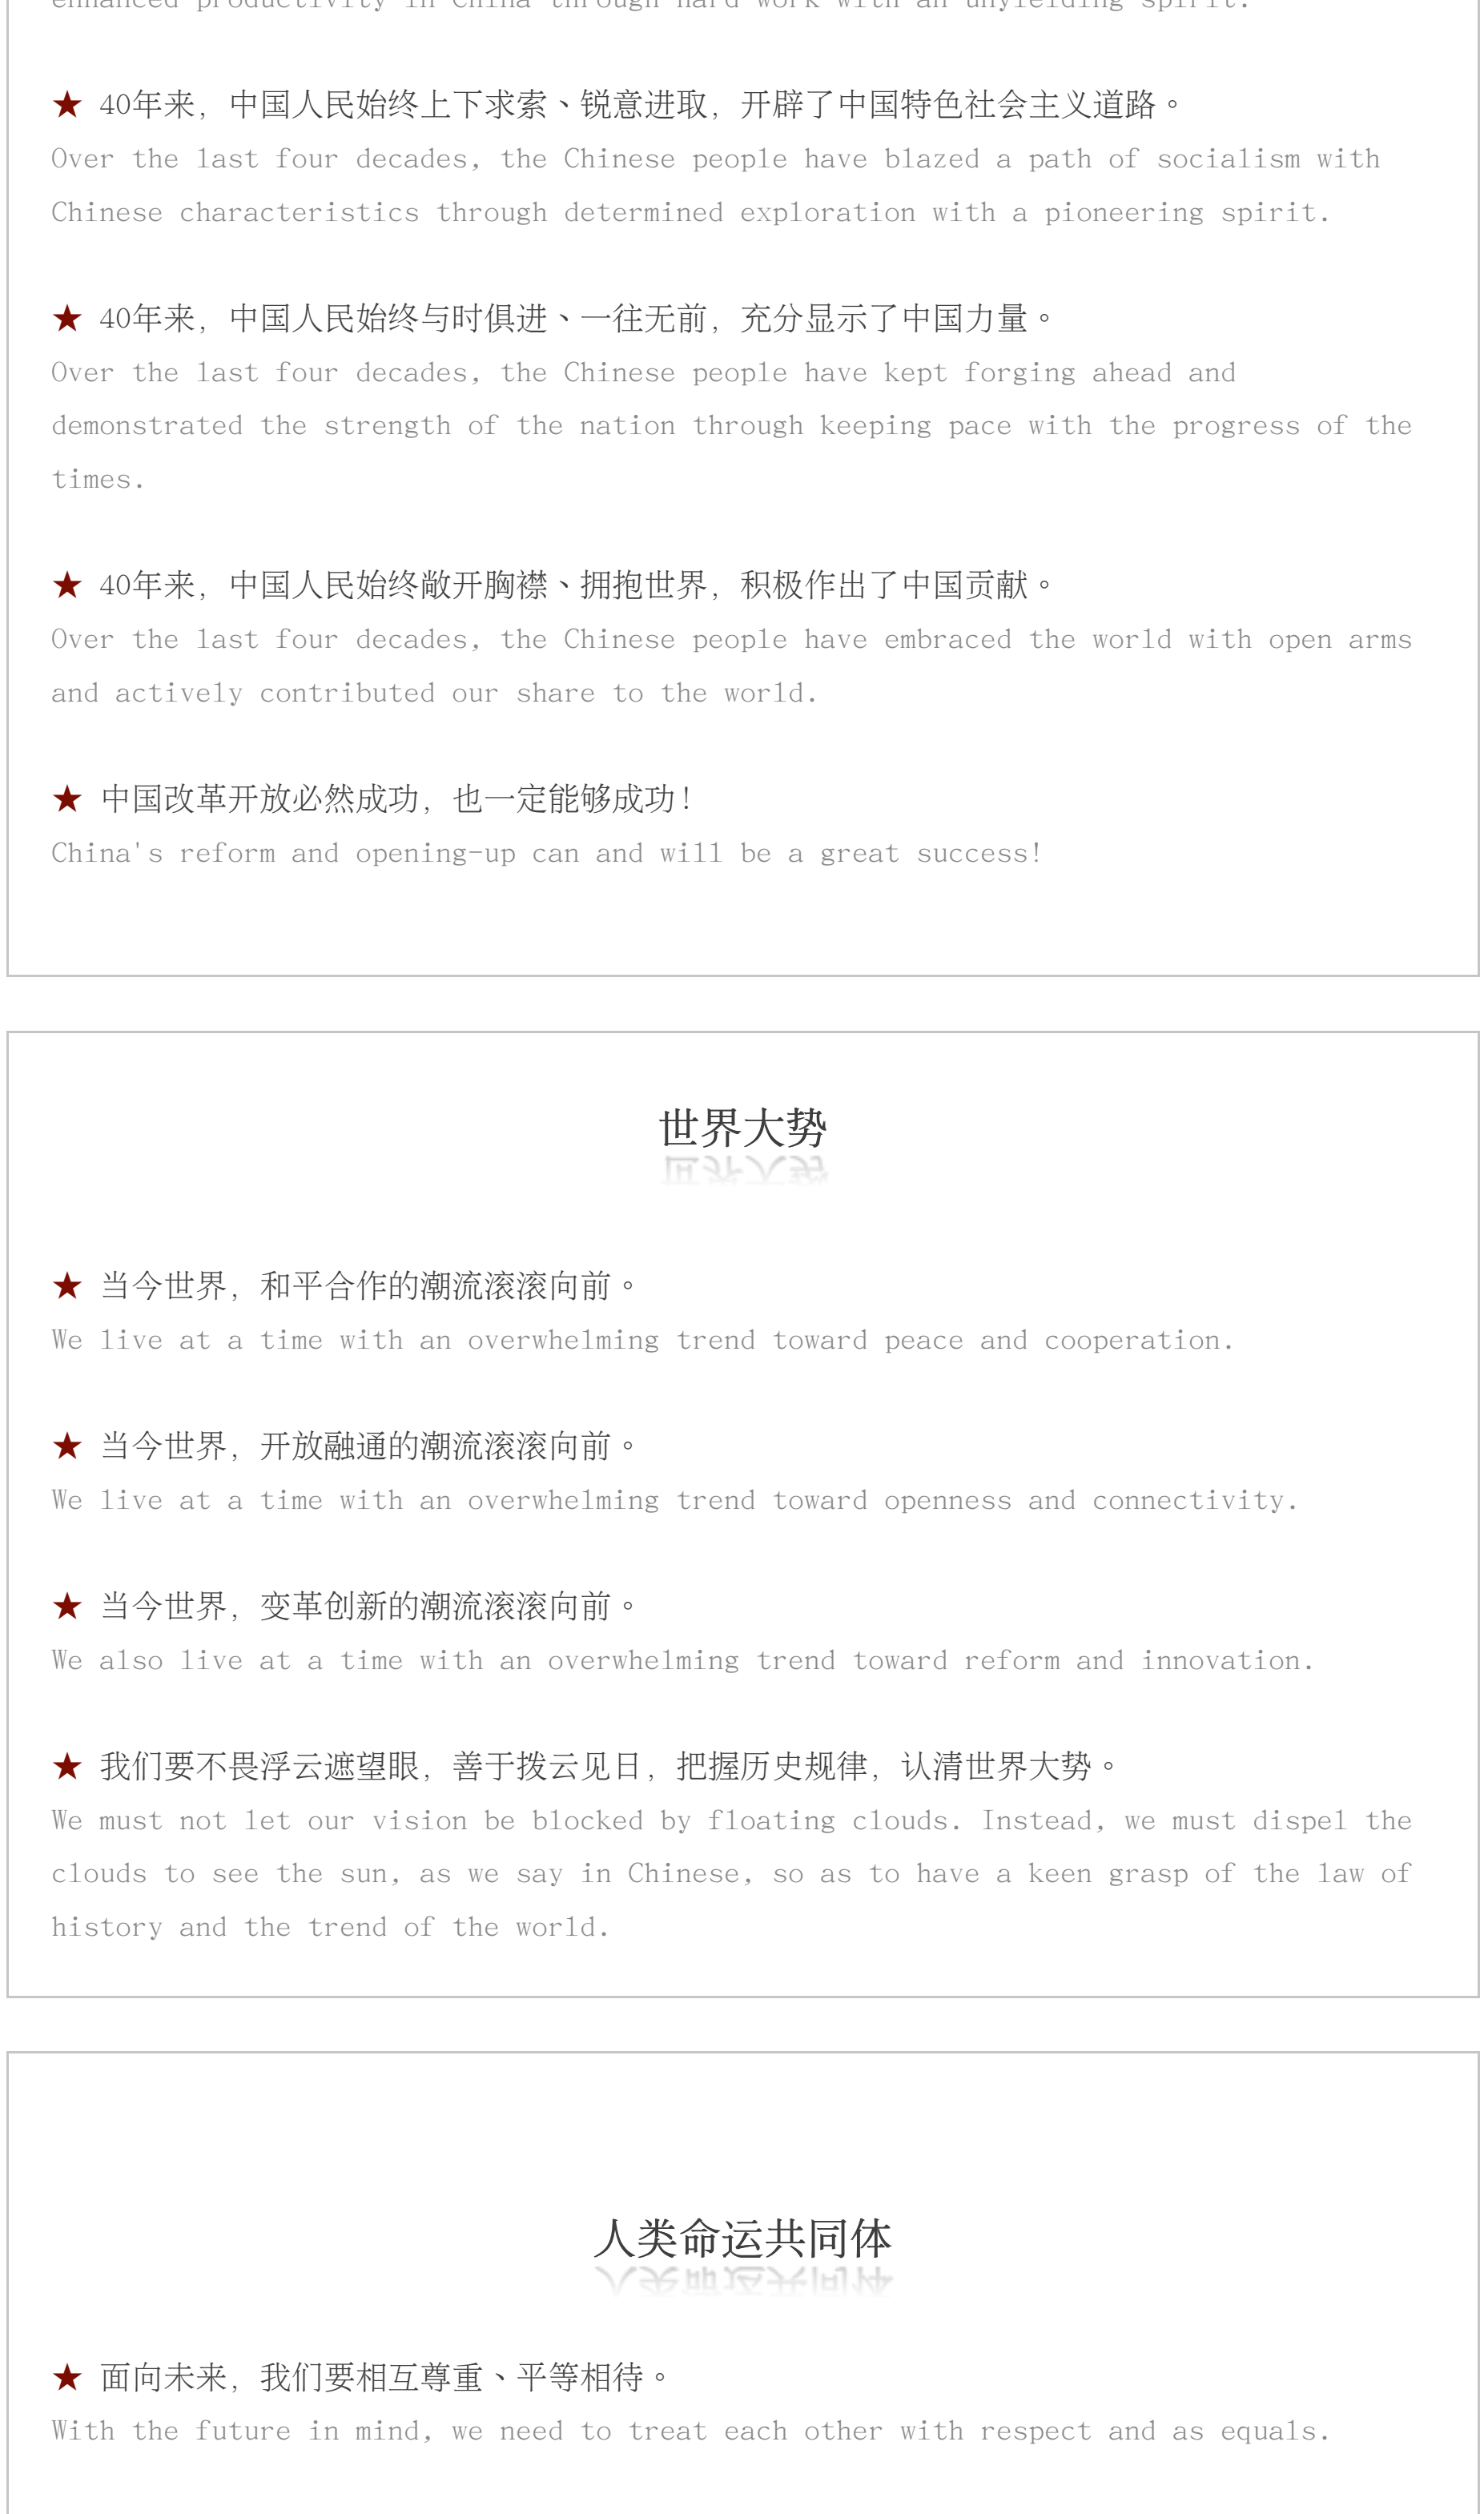 enhanced productivity in China through hard work with an unyielding spirit.
★ 40年来，中国人民始终上下求索、锐意进取，开辟了中国特色社会主义道路。
Over the last four decades, the Chinese people have blazed a path of socialism with
Chinese characteristics through determined exploration with a pioneering spirit.
★ 40年来，中国人民始终与时俱进、一往无前，充分显示了中国力量。
Over the last four decades, the Chinese people have kept forging ahead and
demonstrated the strength of the nation through keeping pace with the progress of the
times.
★ 40年来，中国人民始终敞开胸襟、拥抱世界，积极作出了中国贡献。
Over the last four decades, the Chinese people have embraced the world with open arms
and actively contributed our share to the world.
★ 中国改革开放必然成功，也一定能够成功！
China's reform and opening-up can and will be a great success!
世界大势
★ 当今世界，和平合作的潮流滚滚向前。
We live at a time with an overwhelming trend toward peace and cooperation.
★ 当今世界，开放融通的潮流滚滚向前。
We live at a time with an overwhelming trend toward openness and connectivity.
★ 当今世界，变革创新的潮流滚滚向前。
We also live at a time with an overwhelming trend toward reform and innovation.
★ 我们要不畏浮云遮望眼，善于拨云见日，把握历史规律，认清世界大势。
We must not let our vision be blocked by floating clouds. Instead, we must dispel the
clouds to see the sun, as we say in Chinese, so as to have a keen grasp of the law of
history and the trend of the world.
人类命运共同体
★ 面向未来，我们要相互尊重、平等相待。
With the future in mind, we need to treat each other with respect and as equals.